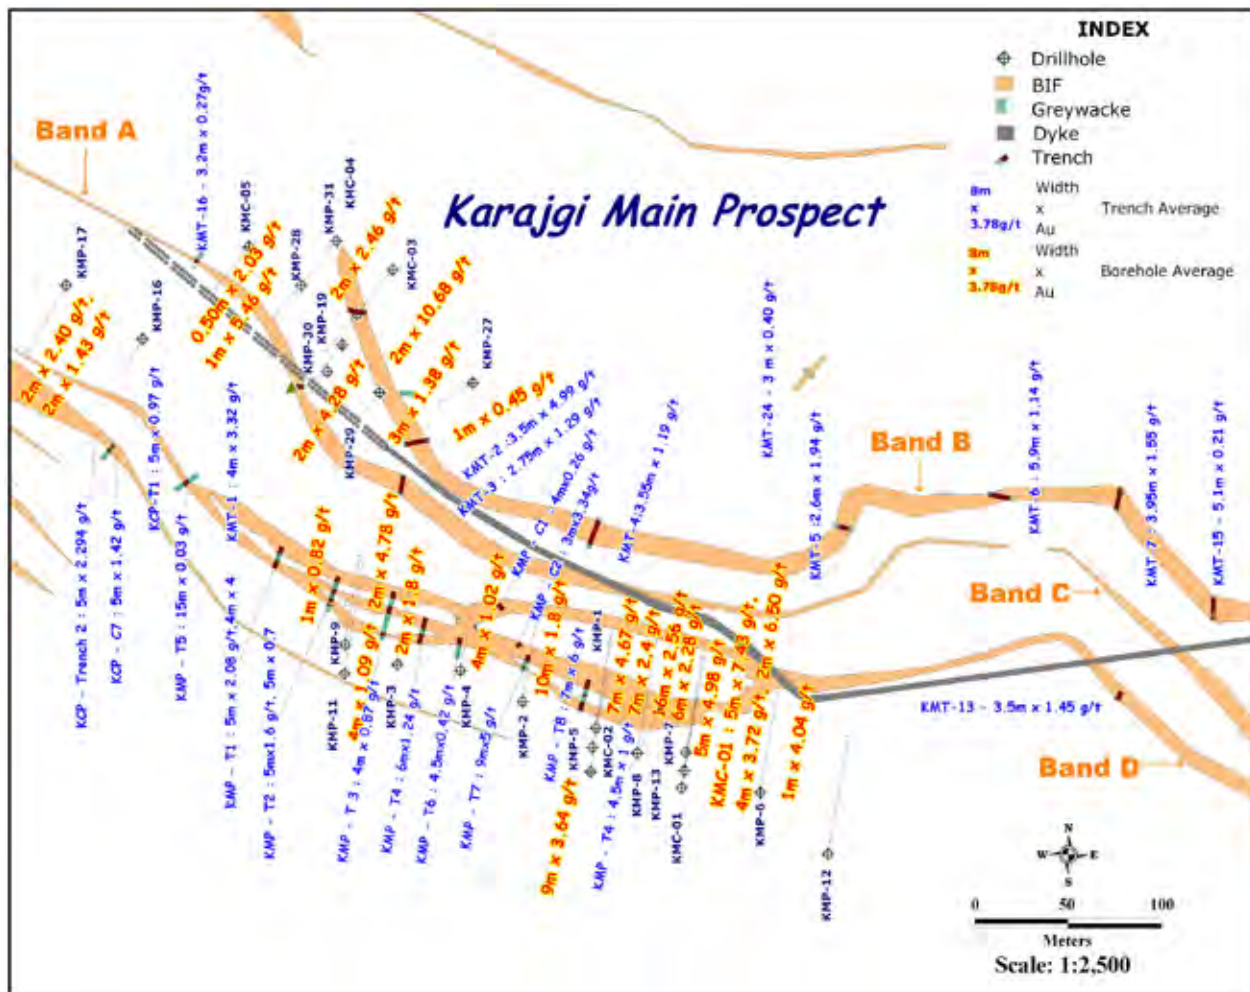 INDEX
Drillhole
BIF
Greywacke
Dyke
Trench
8m
x
3.78g/t
Width
x
Au
Trench Average
8m
x
3.78g/t
Width
x
Au
Borehole Average
Karajgi Main Prospect
Band A
Band B
Band C
Band D
KMP-17
KMP-16
KMT-16 - 3.2m x 0.27g/t
KMC-05
KMP-28
KMP-31
KMC-04
KMC-03
KMP-19
KMP-30
KMP-27
KMP-29
2m x 2.40 g/t,
2m x 1.43 g/t
0.50m x 2.03 g/t
1m x 5.46 g/t
2m x 2.46 g/t
2m x 10.68 g/t
3m x 1.38 g/t
2m x 4.28 g/t
1m x 0.45 g/t
KMT-2 :3.5m x 4.99 g/t
KMT-3 : 2.75m x 1.29 g/t
KMP - C1 : 4mx0.26 g/t
KMP - C2 : 3mx3.34g/t
KMT-4:3.55m x 1.19 g/t
KMT-24 - 3 m x 0.40 g/t
KMT-5 :2.6m x 1.94 g/t
KMT-6 : 5.9m x 1.14 g/t
KMT-7 : 3.95m x 1.55 g/t
KMT-15 - 5.1m x 0.21 g/t
KMT-13 - 3.5m x 1.45 g/t
KCP - Trench 2 : 5m x 2.294 g/t
KCP - C7 : 5m x 1.42 g/t
KCP-T1 : 5m x 0.97 g/t
KMP - T5 : 15m x 0.03 g/t
KMT-1 : 4m x 3.32 g/t
KMP - T1 : 5m x 2.08 g/t,4m x 4
KMP - T2 : 5mx1.6 g/t, 5m x 0.7
KMP - T 3 : 4m x 0.87 g/t
KMP - T4 : 6mx1.24 g/t
KMP - T6 : 4.5mx0.42 g/t
KMP - T7 : 9mx5 g/t
KMP - T8 : 7m x 6 g/t
KMP - T4 : 4.5m x 1 g/t
1m x 0.82 g/t
2m x 4.78 g/t
2m x 1.8 g/t
4m x 1.09 g/t
4m x 1.02 g/t
10m x 1.8 g/t
9m x 3.64 g/t
7m x 4.67 g/t
7m x 2.4 g/t
6m x 2.56 g/t
6m x 2.28 g/t
5m x 4.98 g/t
KMC-01 : 5m x 7.43 g/t,
4m x 3.72 g/t,
2m x 6.50 g/t
1m x 4.04 g/t
KMP-9
KMP-11
KMP-3
KMP-4
KMP-2
KMP-1
KMP-5
KMC-02
KMP-8
KMP-13
KMP-7
KMC-01
KMP-6
KMP-12
N
W
E
S
0
50
100
Meters
Scale: 1:2,500